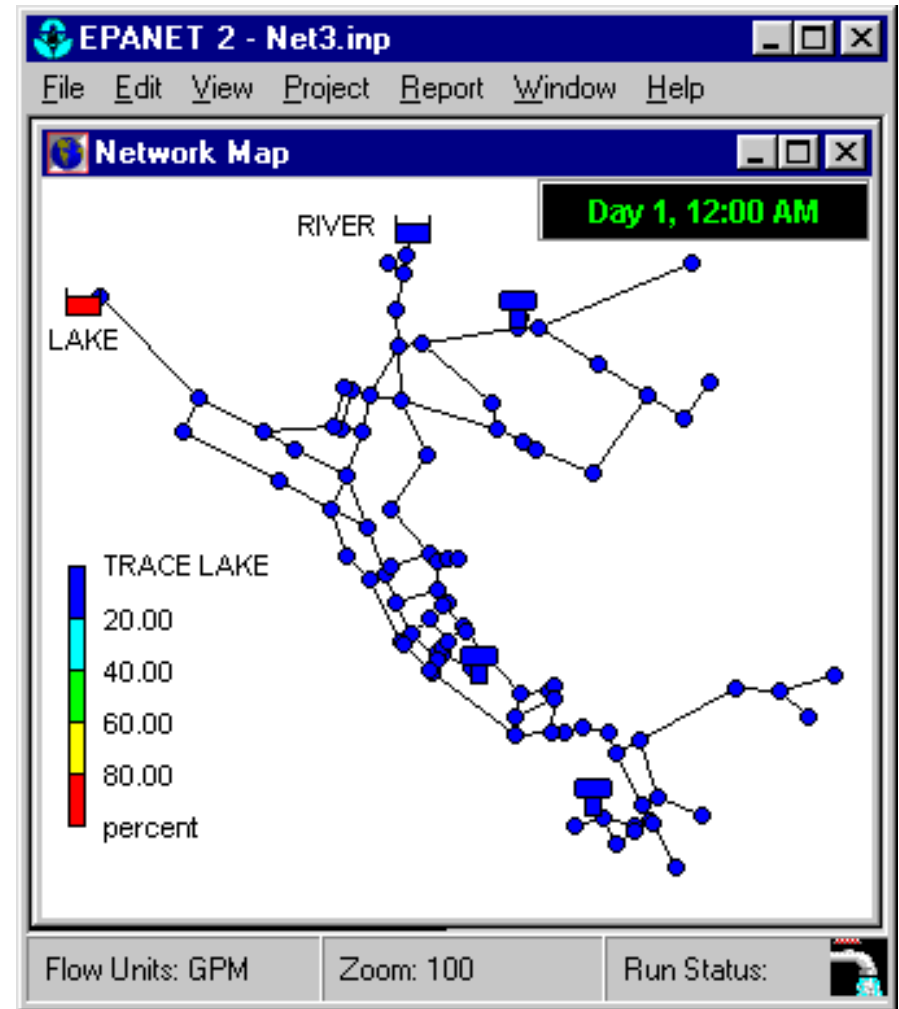 EPANET 2 - Net3.inp
File Edit View Project Report Window Help
Network Map
Day 1, 12:00 AM
RIVER
LAKE
TRACE LAKE
20.00
40.00
60.00
80.00
percent
Flow Units: GPM Zoom: 100 Run Status: